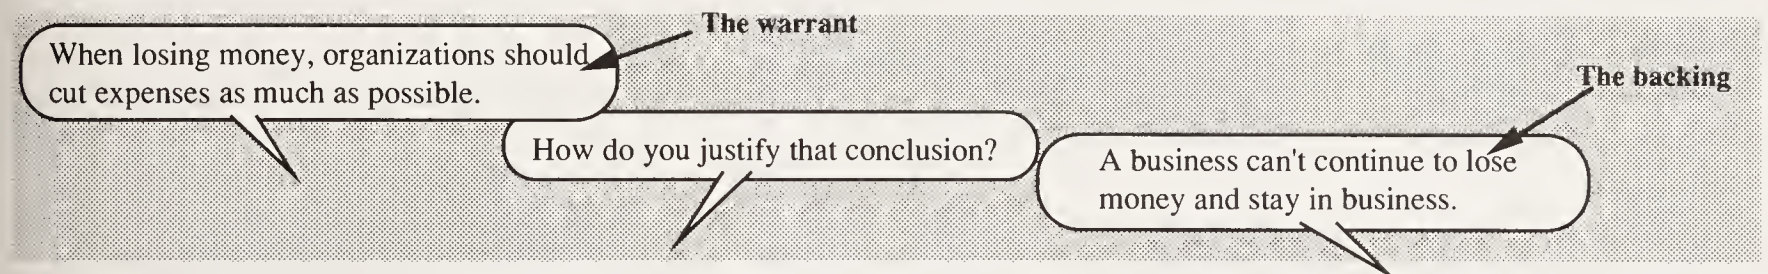 The warrant
When losing money, organizations should
cut expenses as much as possible.
The backing
How do you justify that conclusion?
A business can't continue to lose
money and stay in business.